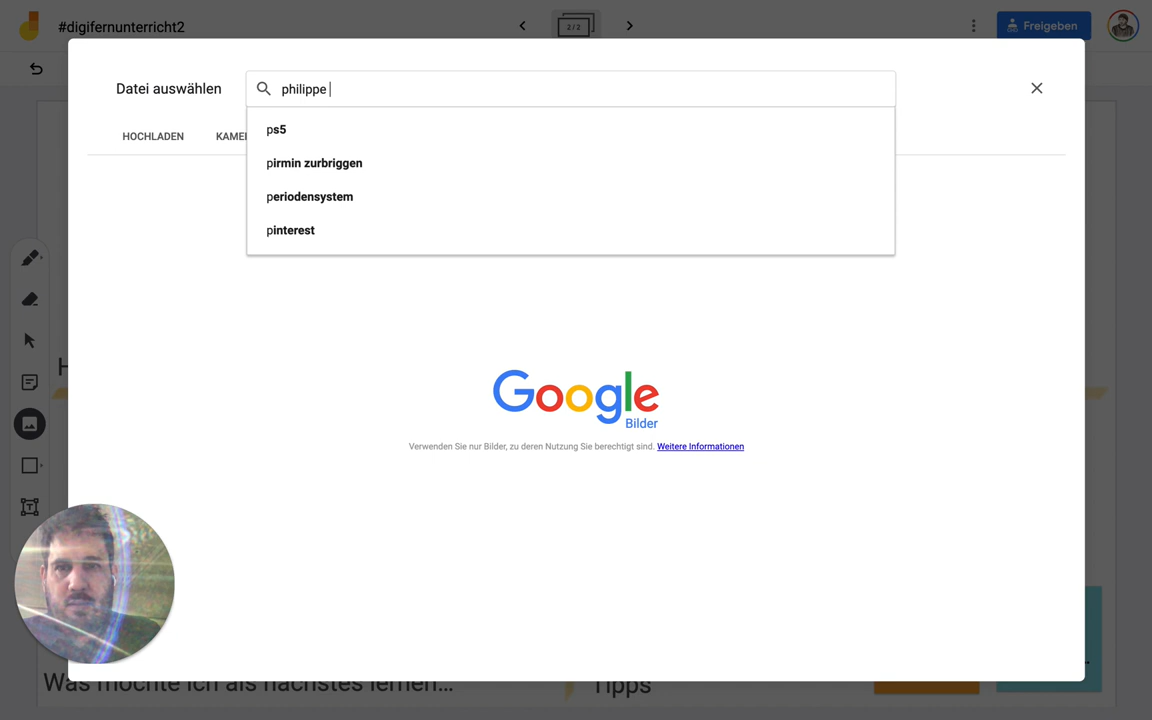 #digifernunterricht2
2/2
Freigeben
Datei auswählen
philippe
HOCHLADEN
ps5
pirmin zurbriggen
periodensystem
pinterest
Google
Bilder
Verwenden Sie nur Bilder, zu deren Nutzung Sie berechtigt sind. Weitere Informationen
Was möchte ich als nächstes lernen...
Tipps